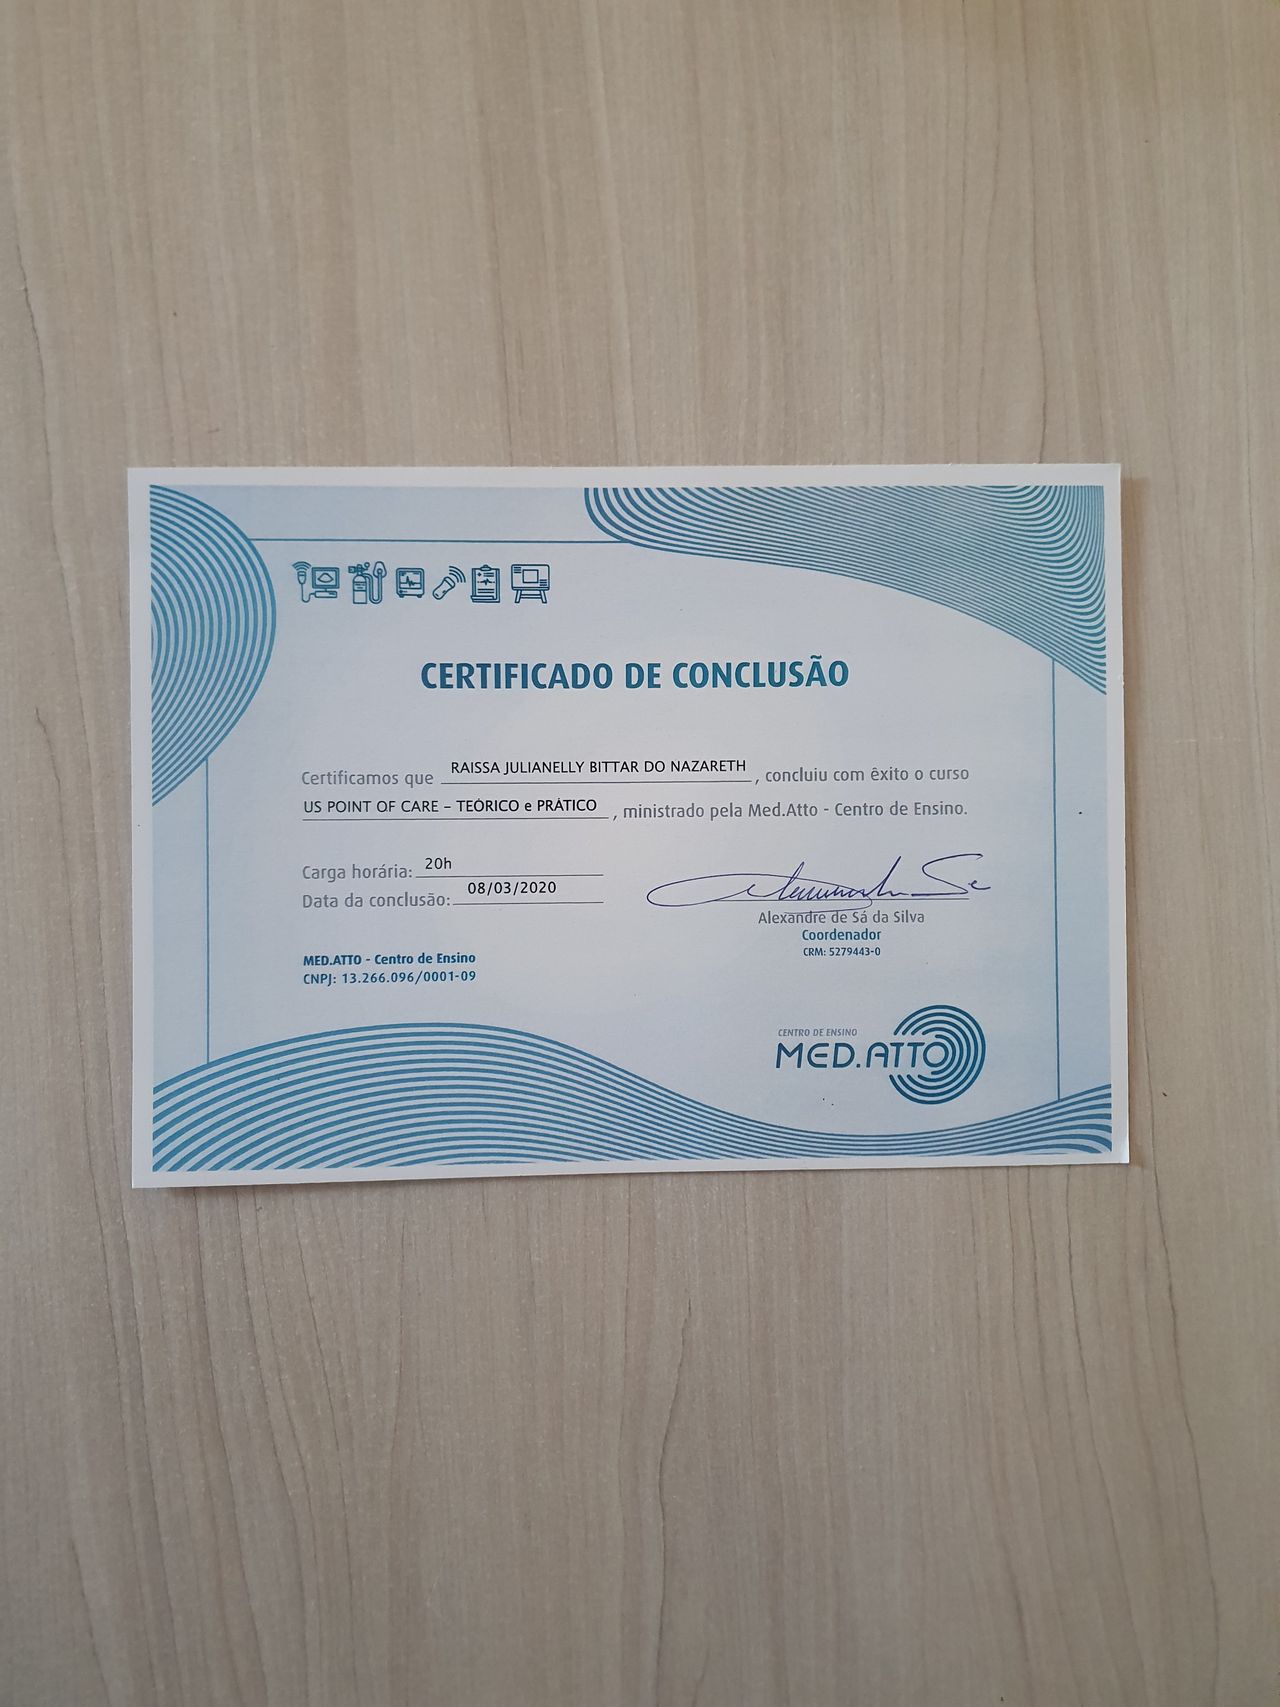 CERTIFICADO DE CONCLUSÃO
Certificamos que RAISSA JULIANELLY BITTAR DO NAZARETH, concluiu com êxito o curso
US POINT OF CARE – TEÓRICO e PRÁTICO, ministrado pela Med.Atto - Centro de Ensino.
Carga horária: 20h
Data da conclusão: 08/03/2020
Alexandre de Sá da Silva
Coordenador
CRM: 5279443-0
MED.ATTO - Centro de Ensino
CNPJ: 13.266.096/0001-09
CENTRO DE ENSINO
MED.ATTO